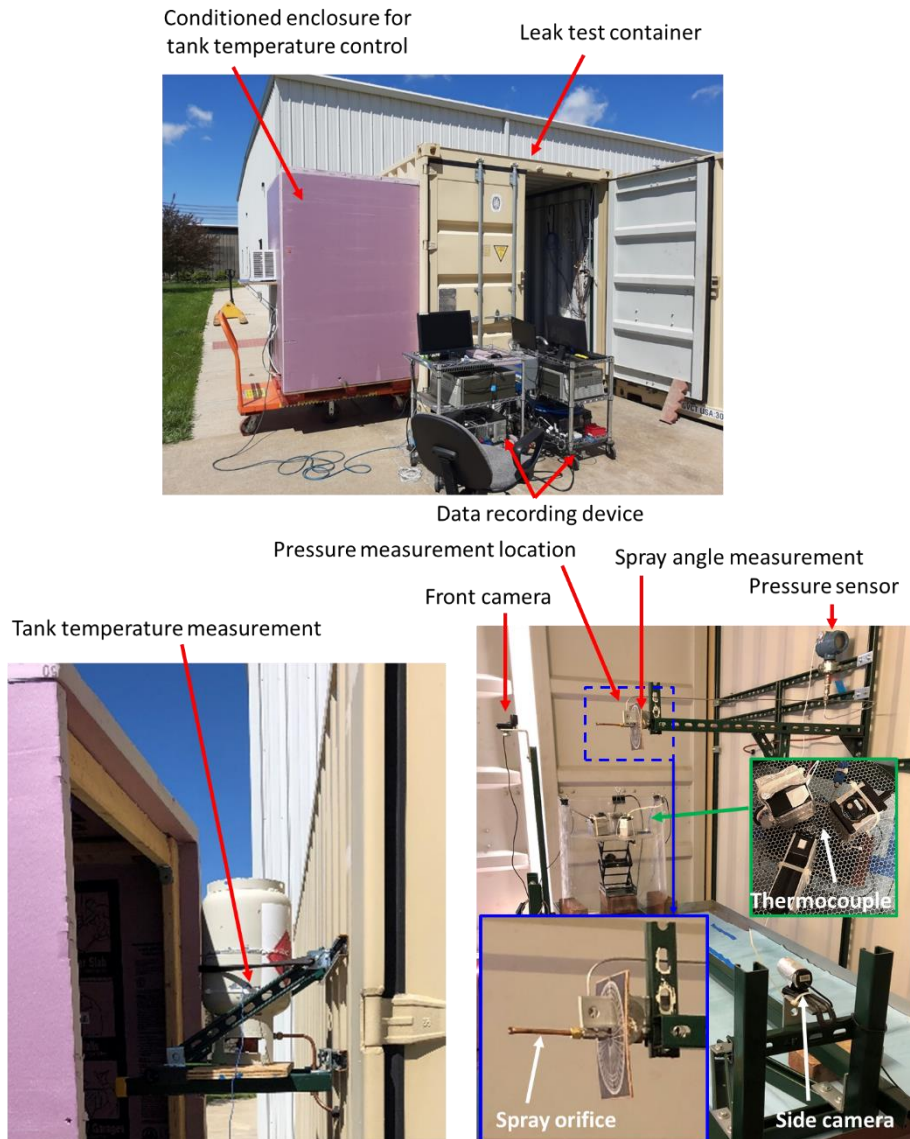 Conditioned enclosure for
tank temperature control
Leak test container
Data recording device
Pressure measurement location
Spray angle measurement
Front camera
Pressure sensor
Tank temperature measurement
Thermocouple
Spray orifice
Side camera